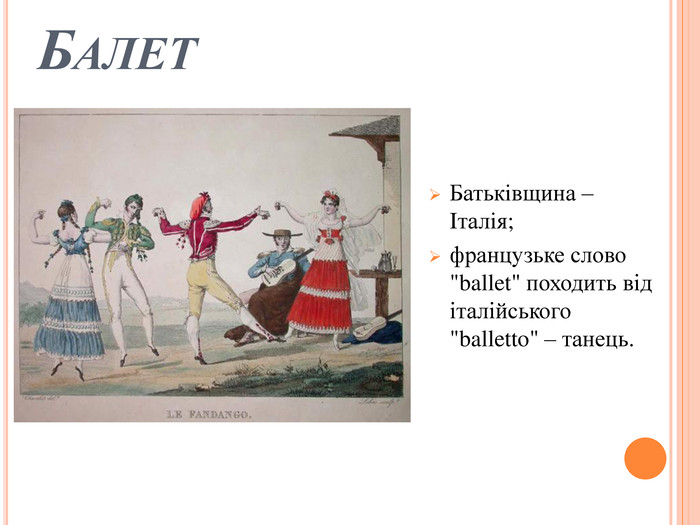 БАЛЕТ
Батьківщина –
Італія;
французьке слово
"ballet" походить від
італійського
"balletto" – танець.
LE FANDANGO.